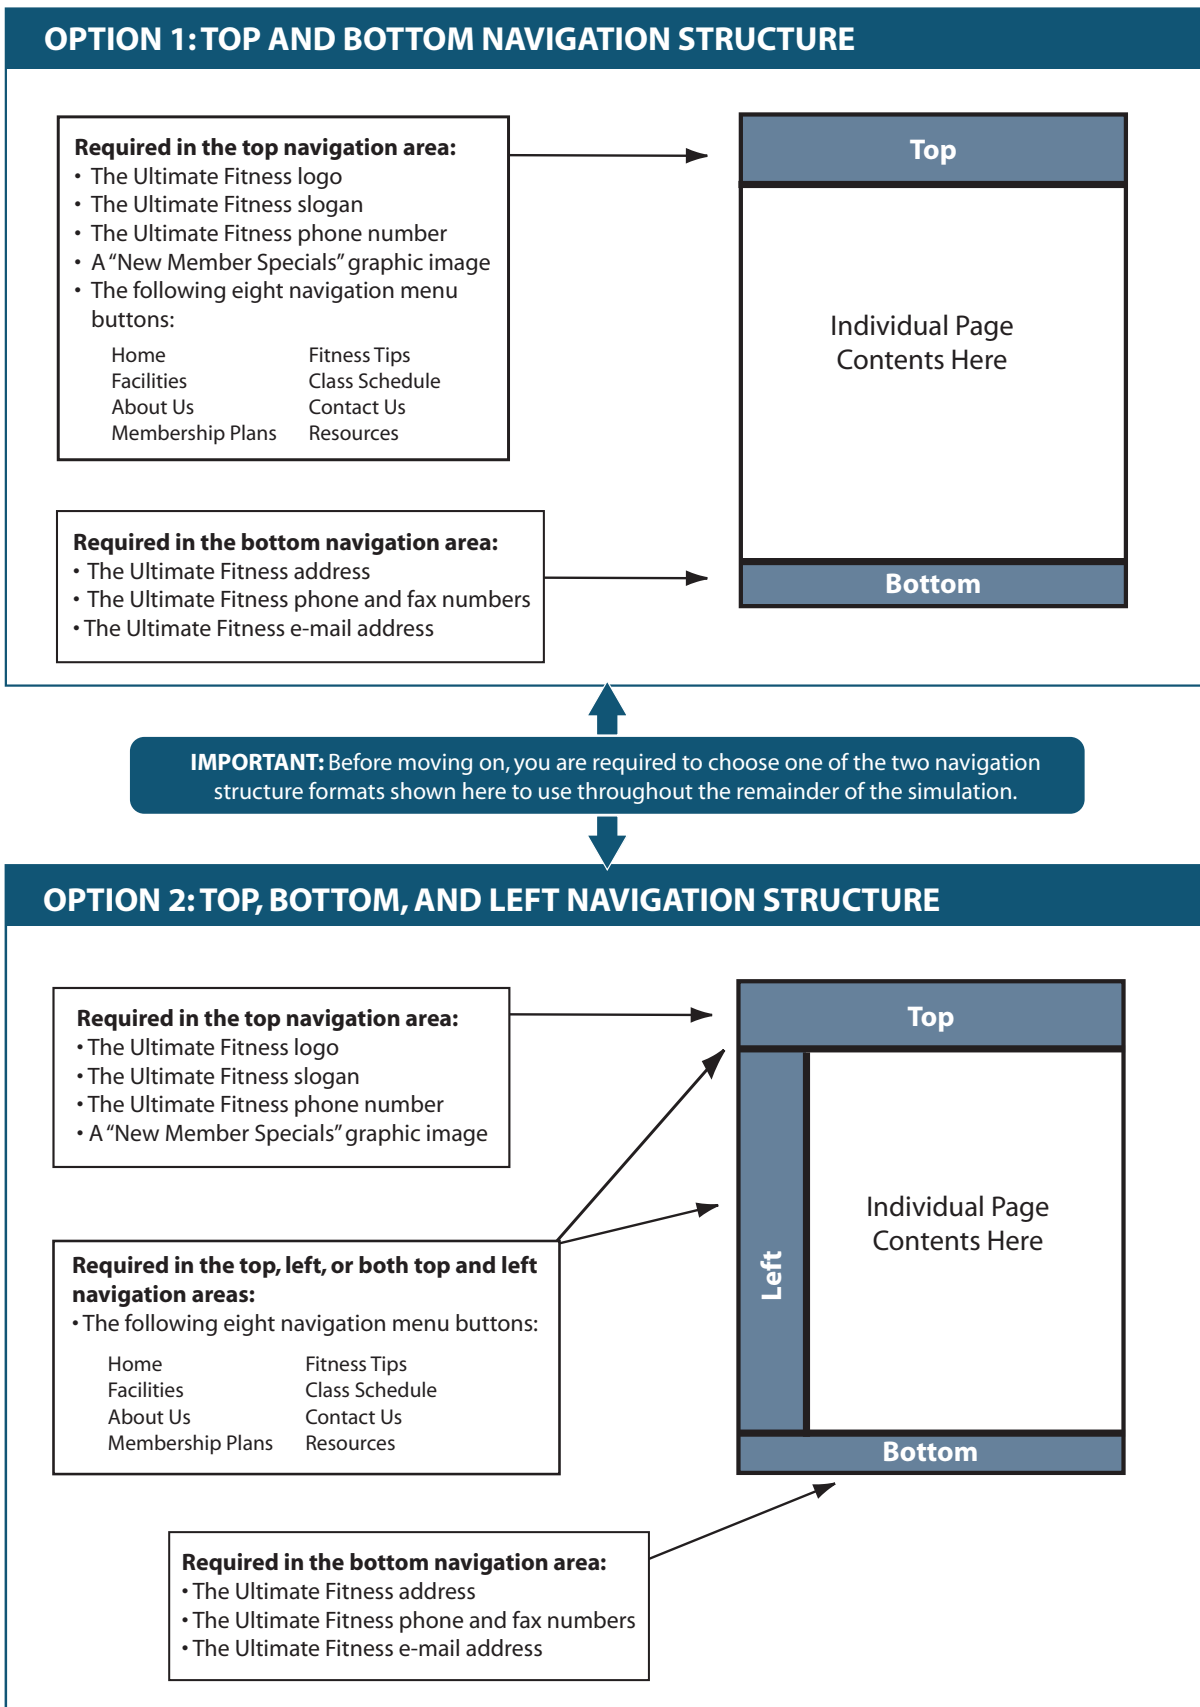 OPTION 1: TOP AND BOTTOM NAVIGATION STRUCTURE
Required in the top navigation area:
• The Ultimate Fitness logo
• The Ultimate Fitness slogan
• The Ultimate Fitness phone number
• A “New Member Specials” graphic image
• The following eight navigation menu
buttons:
Home Fitness Tips
Facilities Class Schedule
About Us Contact Us
Membership Plans Resources
Top
Individual Page
Contents Here
Bottom
Required in the bottom navigation area:
• The Ultimate Fitness address
• The Ultimate Fitness phone and fax numbers
• The Ultimate Fitness e-mail address
IMPORTANT: Before moving on, you are required to choose one of the two navigation
structure formats shown here to use throughout the remainder of the simulation.
OPTION 2: TOP, BOTTOM, AND LEFT NAVIGATION STRUCTURE
Required in the top navigation area:
• The Ultimate Fitness logo
• The Ultimate Fitness slogan
• The Ultimate Fitness phone number
• A “New Member Specials” graphic image
Top
Left
Individual Page
Contents Here
Bottom
Required in the top, left, or both top and left
navigation areas:
• The following eight navigation menu buttons:
Home Fitness Tips
Facilities Class Schedule
About Us Contact Us
Membership Plans Resources
Required in the bottom navigation area:
• The Ultimate Fitness address
• The Ultimate Fitness phone and fax numbers
• The Ultimate Fitness e-mail address